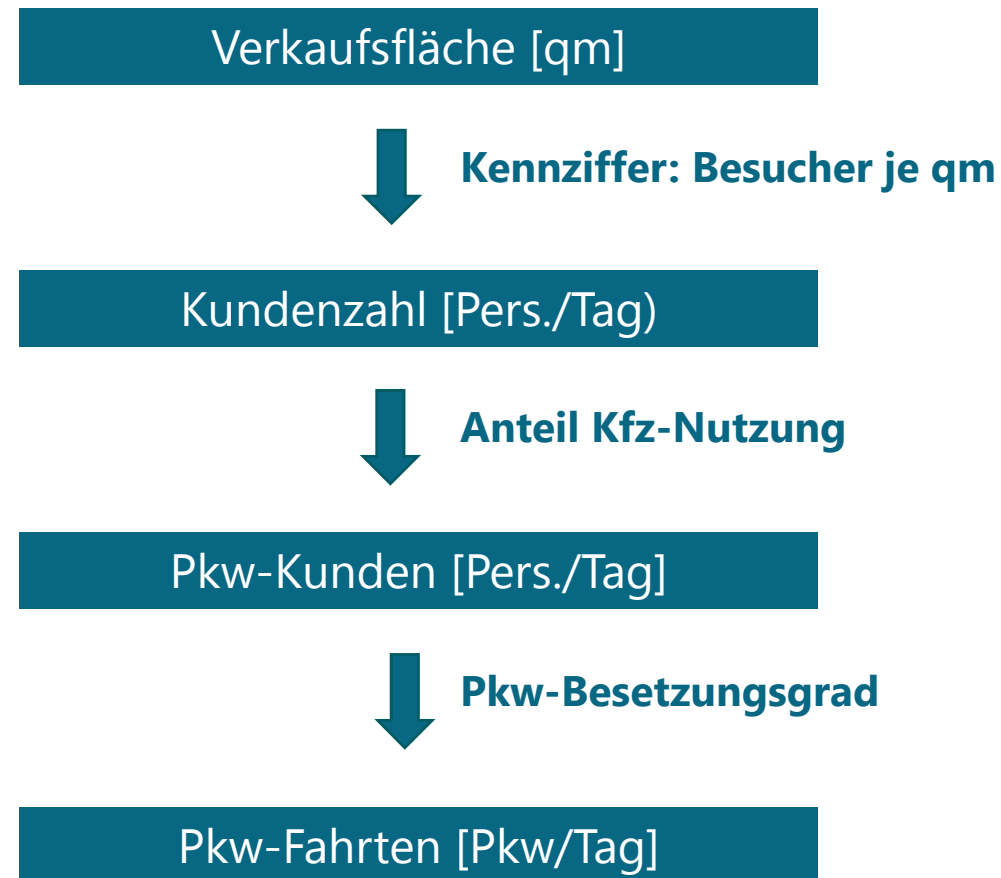 Verkaufsfläche [qm]
Kennziffer: Besucher je qm
Kundenzahl [Pers./Tag)
Anteil Kfz-Nutzung
Pkw-Kunden [Pers./Tag]
Pkw-Besetzungsgrad
Pkw-Fahrten [Pkw/Tag]